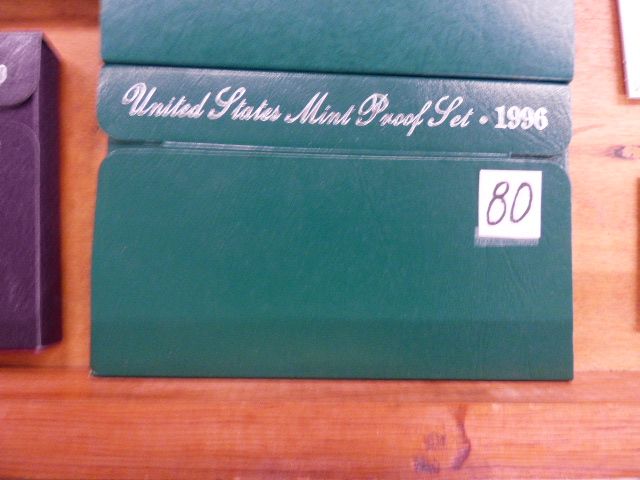 United States Mint Proof Set • 1996
80